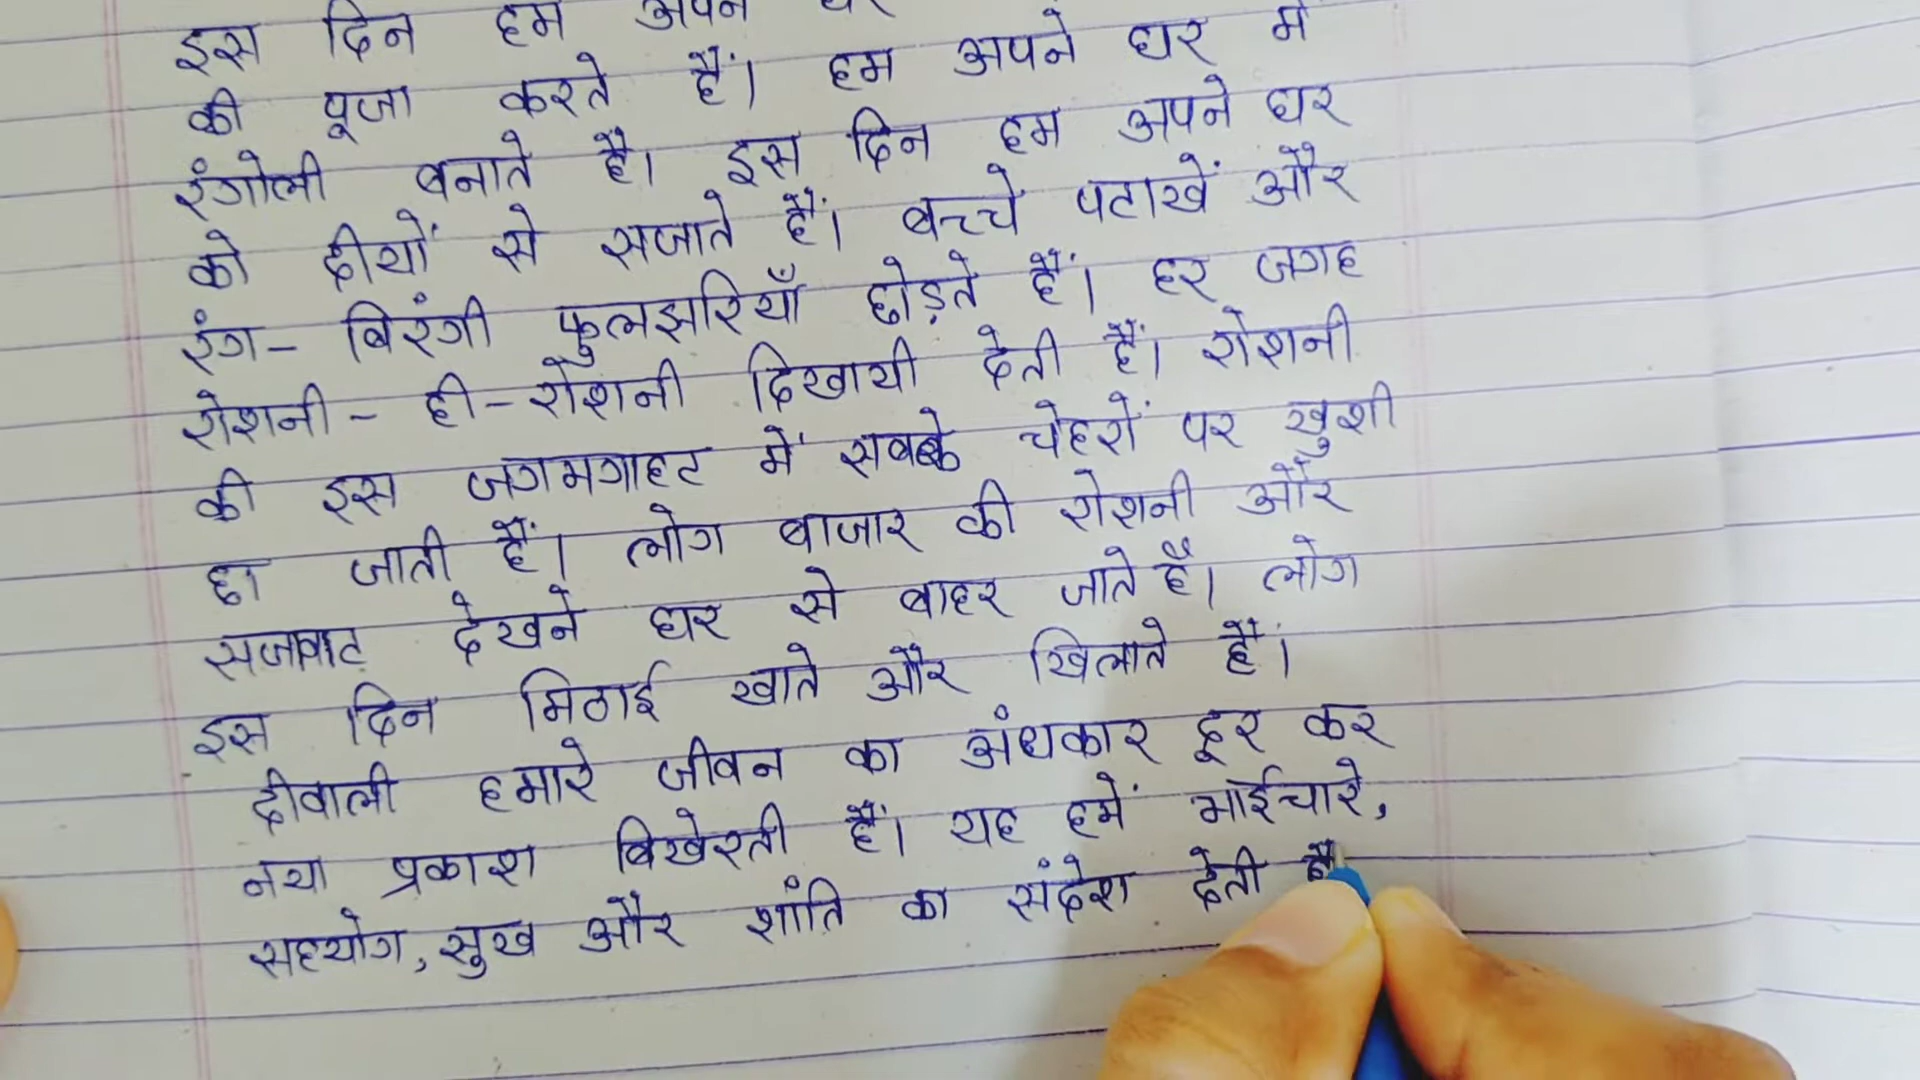 इस दिन हम अपने घर
की पूजा करते हैं। हम अपने घर में
रंगोली बनाते है। इस दिन हम अपने घर
को दीयों से सजाते हैं। बच्चे पटाखें और
रंग- बिरंगी फुलझरियाँ छोड़ते हैं। हर जगह
रोशनी- ही-रोशनी दिखायी देती हैं। रोशनी
की इस जगमगाहट में सबके चेहरों पर खुशी
छा जाती हैं। लोग बाजार की रोशनी और
सजावाट देखने घर से बाहर जाते है। लोग
इस दिन मिठाई खाते और खिलाते हैं।
दीवाली हमारे जीवन का अंधकार दूर कर
नया प्रकाश बिखेरती हैं। यह हमें भाईचारे,
सहयोग, सुख और शांति का संदेश देती है